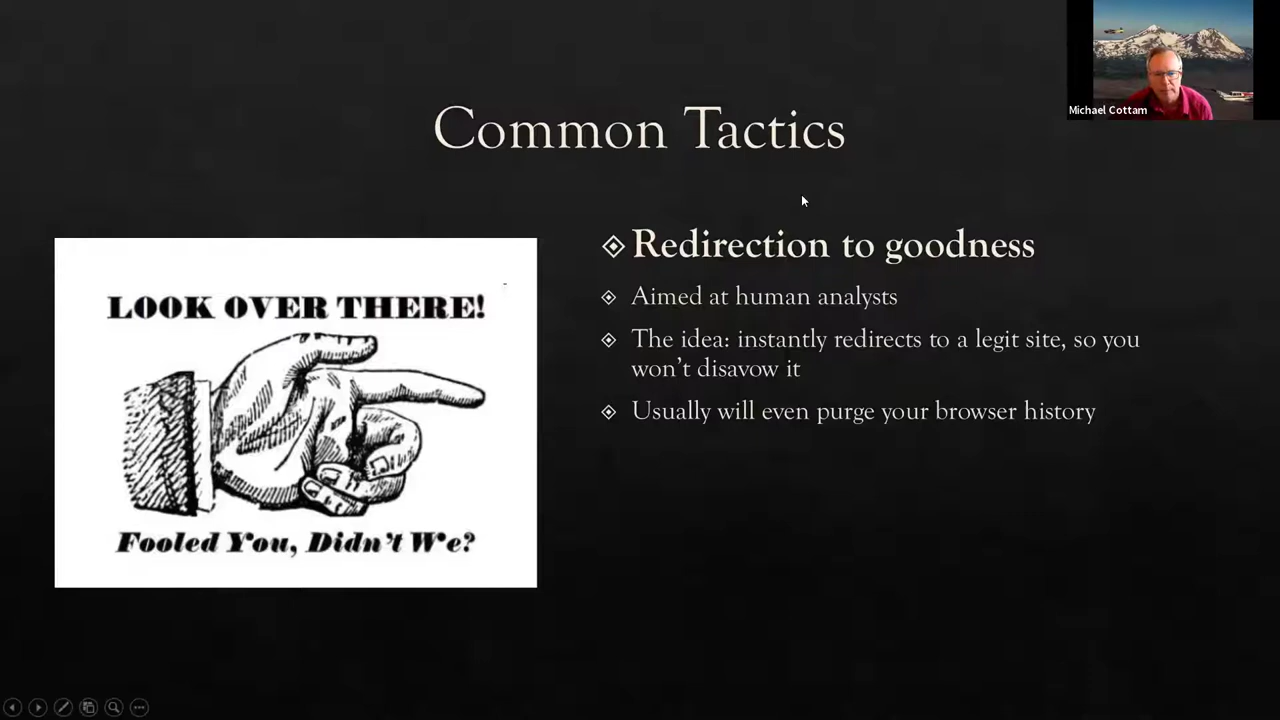 Michael Cottam
Common Tactics
LOOK OVER THERE!
Fooled You, Didn't We?
Redirection to goodness
Aimed at human analysts
The idea: instantly redirects to a legit site, so you
won't disavow it
Usually will even purge your browser history